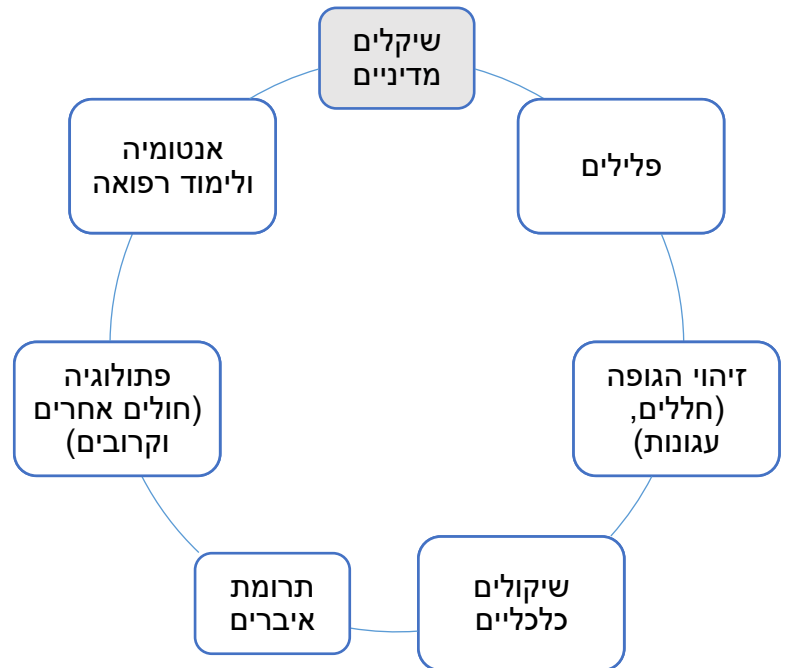 שיקלים
מדיניים
פלילים
זיהוי הגופה
(חללים,
עגונות)
שיקולים
כלכליים
תרומת
איברים
פתולוגיה
(חולים אחרים
וקרובים)
אנטומיה
ולימוד רפואה